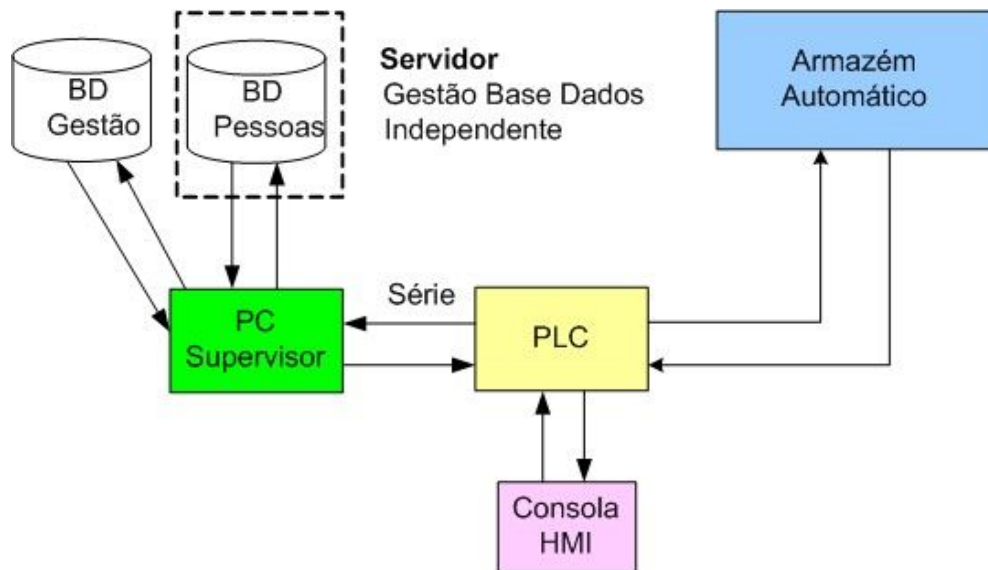 BD
Gestão
BD
Pessoas
Servidor
Gestão Base Dados
Independente
Armazém
Automático
Série
PC
Supervisor
PLC
Consola
HMI